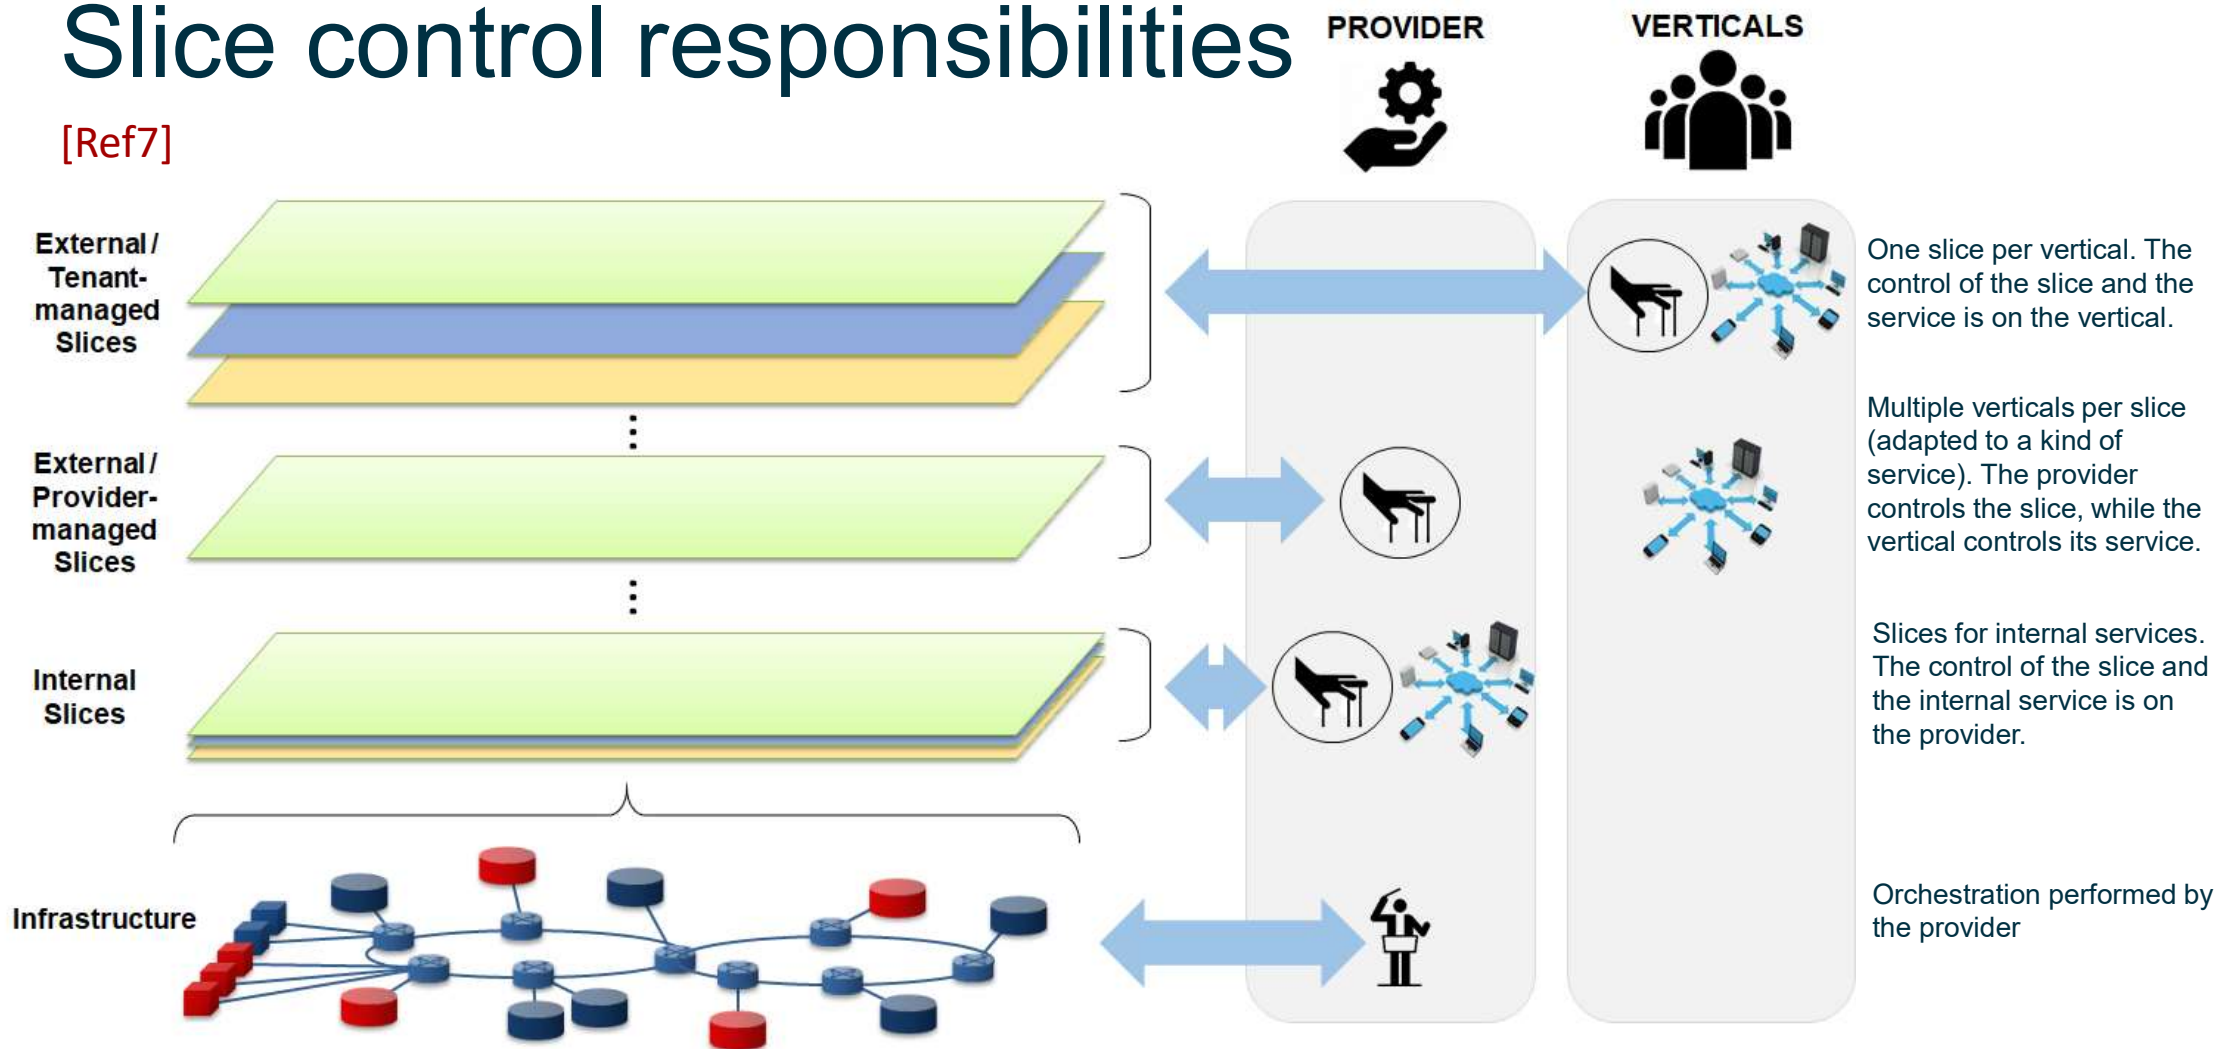 Slice control responsibilities
[Ref7]
PROVIDER
VERTICALS
External /
Tenant-
managed
Slices
One slice per vertical. The
control of the slice and the
service is on the vertical.
External /
Provider-
managed
Slices
Multiple verticals per slice
(adapted to a kind of
service). The provider
controls the slice, while the
vertical controls its service.
Internal
Slices
Slices for internal services.
The control of the slice and
the internal service is on
the provider.
Infrastructure
Orchestration performed by
the provider